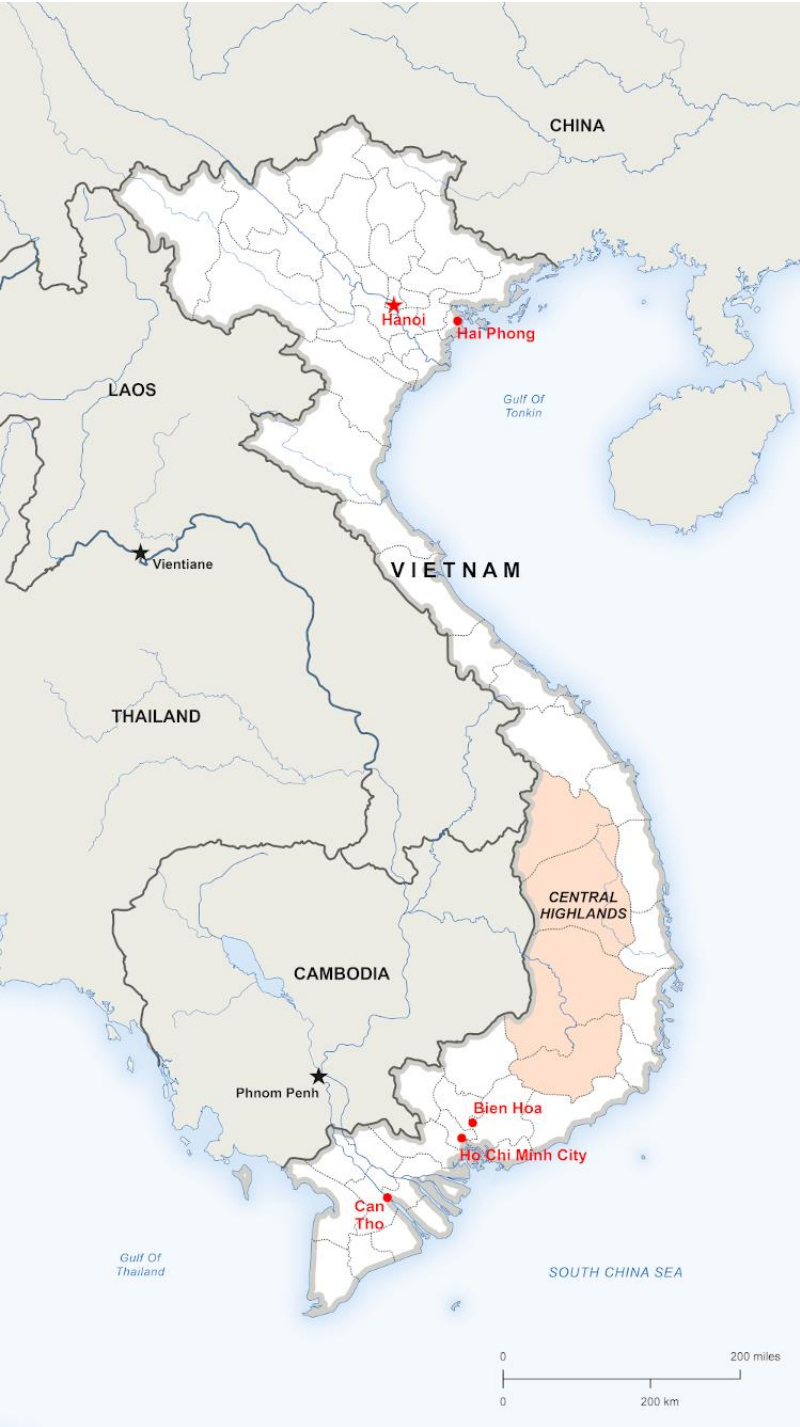 CHINA
Hanoi
Hai Phong
LAOS
Gulf Of
Tonkin
Vientiane
VIETNAM
THAILAND
CENTRAL
HIGHLANDS
CAMBODIA
Phnom Penh
Bien Hoa
Ho Chi Minh City
Can
Tho
Gulf Of
Thailand
SOUTH CHINA SEA
0 200 miles
0 200 km